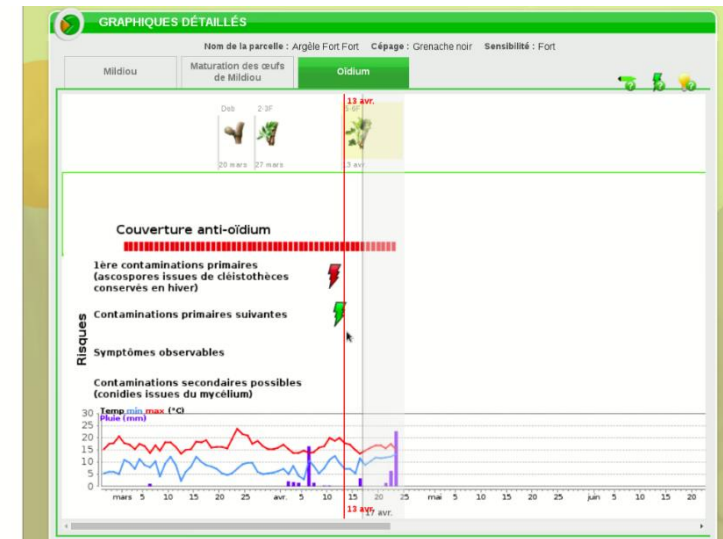 GRAPHIQUES DÉTAILLÉS
Nom de la parcelle : Argèle Fort Fort Cépage : Grenache noir Sensibilité : Fort
Mildiou
Maturation des œufs
de Mildiou
Oïdium
13 avr.
Deb 2-3F 5-6F
20 mars 27 mars 13 avr
Couverture anti-oïdium
1ère contaminations primaires
(ascospores issues de cléistothèces
conservés en hiver)
Contaminations primaires suivantes
Risques
Symptômes observables
Contaminations secondaires possibles
(conidies issues du mycélium)
Temp min max (°C)
Pluie (mm)
30
25
20
15
10
5
0
mars 5 10 15 20 25 avr. 5 10 15 20 25 mai 5 10 15 20 25 juin 5 10 15 20
13 avr.
17 avr.